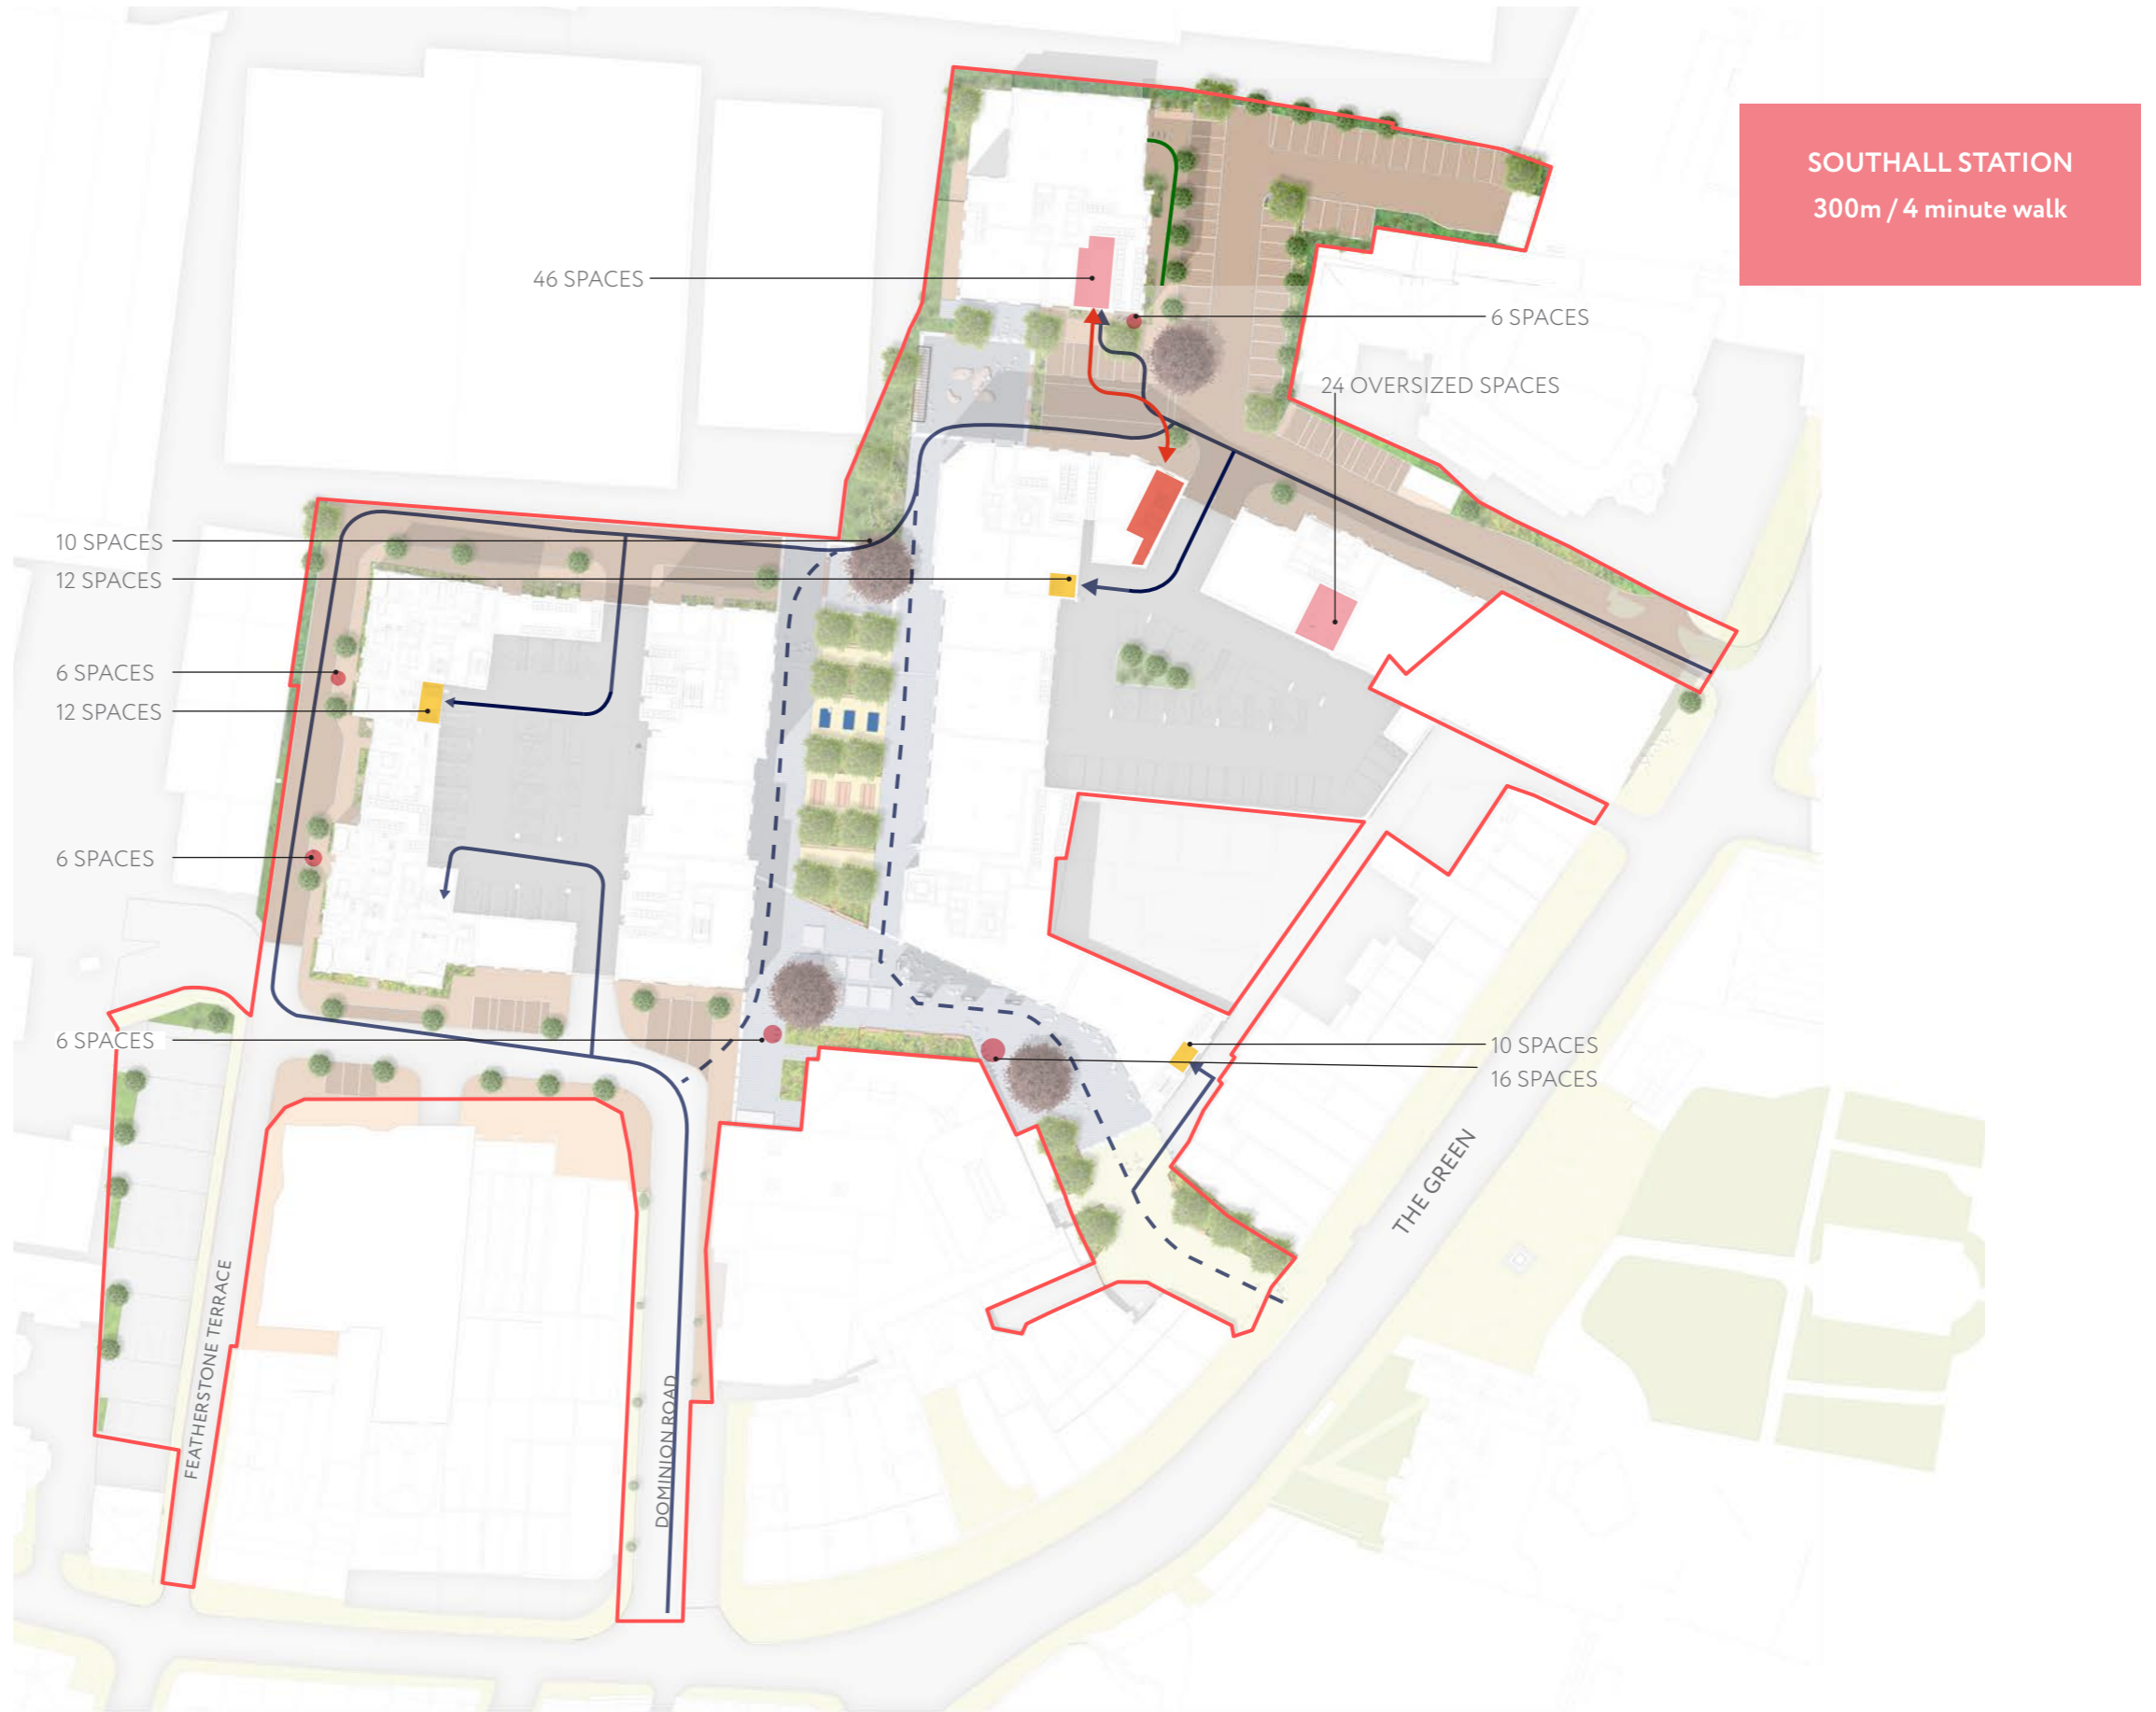 SOUTHALL STATION
300m / 4 minute walk
46 SPACES
6 SPACES
24 OVERSIZED SPACES
10 SPACES
12 SPACES
6 SPACES
12 SPACES
6 SPACES
6 SPACES
10 SPACES
16 SPACES
THE GREEN
FEATHERSTONE TERRACE
DOMINION ROAD